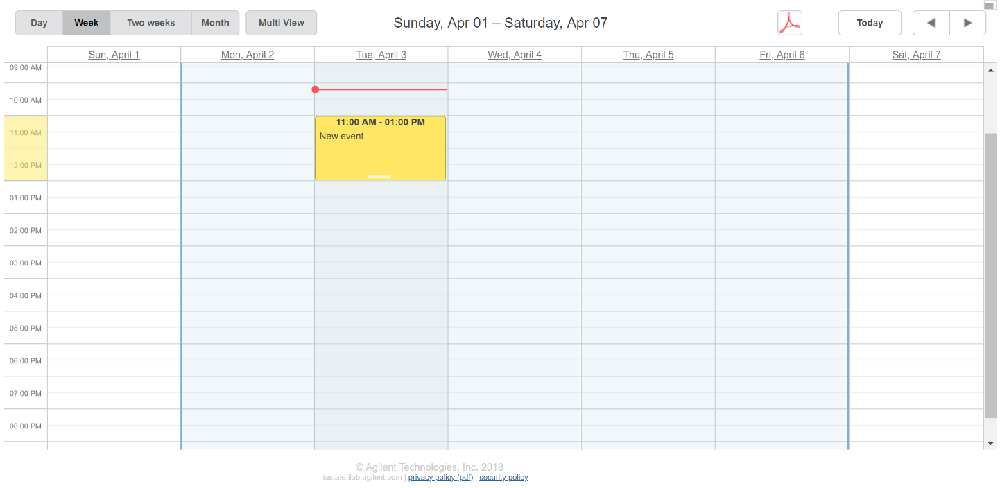 Day Week Two weeks Month Multi View Sunday, Apr 01 – Saturday, Apr 07 Today
Sun, April 1 Mon, April 2 Tue, April 3 Wed, April 4 Thu, April 5 Fri, April 6 Sat, April 7
09:00 AM
10:00 AM
11:00 AM - 01:00 PM
11:00 AM
New event
12:00 PM
01:00 PM
02:00 PM
03:00 PM
04:00 PM
05:00 PM
06:00 PM
07:00 PM
08:00 PM
© Agilent Technologies, Inc. 2018
iastate.ilab.agilent.com | privacy policy (pdf) | security policy